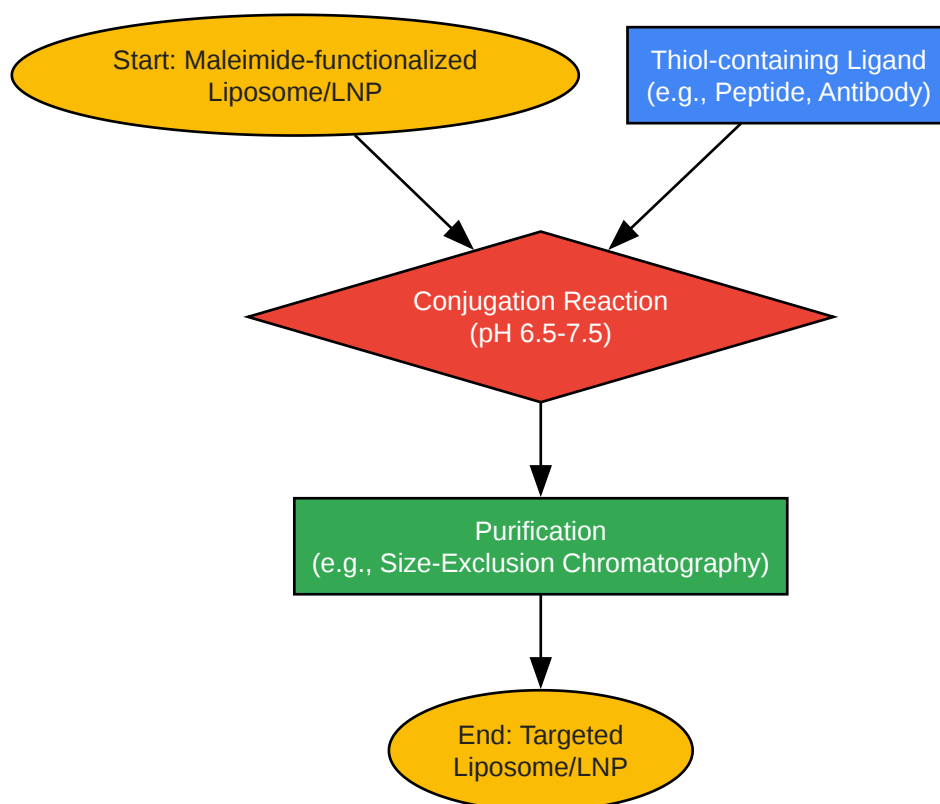 Start: Maleimide-functionalized
Liposome/LNP
Thiol-containing Ligand
(e.g., Peptide, Antibody)
Conjugation Reaction
(pH 6.5-7.5)
Purification
(e.g., Size-Exclusion Chromatography)
End: Targeted
Liposome/LNP